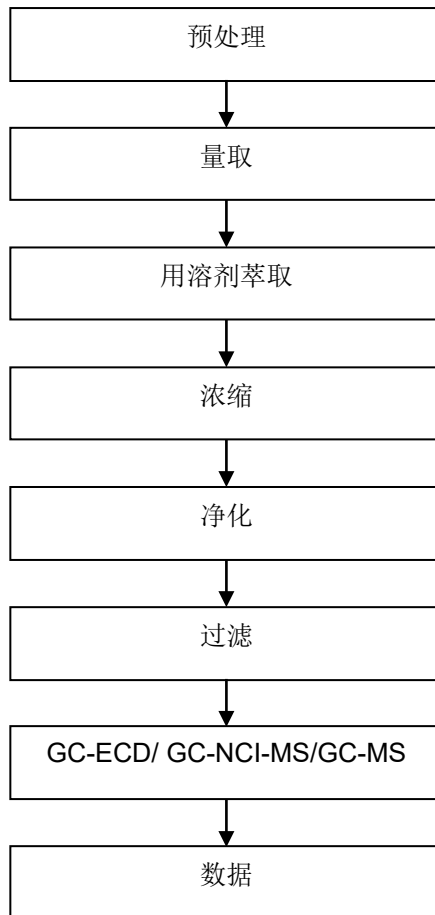 预处理
量取
用溶剂萃取
浓缩
净化
过滤
GC-ECD/ GC-NCI-MS/GC-MS
数据